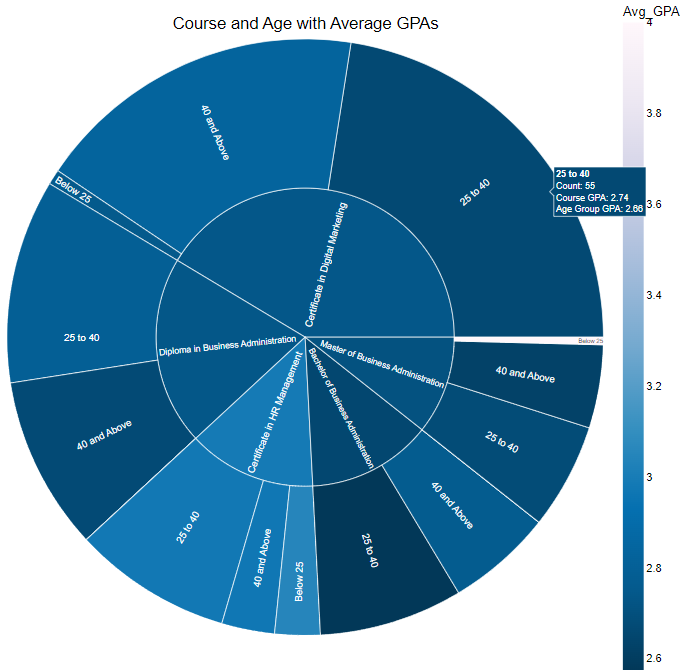 Course and Age with Average GPAs
Avg_GPA
4
3.8
3.6
3.4
3.2
3
2.8
2.6
25 to 40
Count: 55
Course GPA: 2.74
Age Group GPA: 2.66
Certificate in Digital Marketing
25 to 40
40 and Above
Below 25
Diploma in Business Administration
25 to 40
40 and Above
Certificate in HR Management
25 to 40
40 and Above
Below 25
Bachelor of Business Administration
25 to 40
40 and Above
Master of Business Administration
25 to 40
40 and Above
Below 25